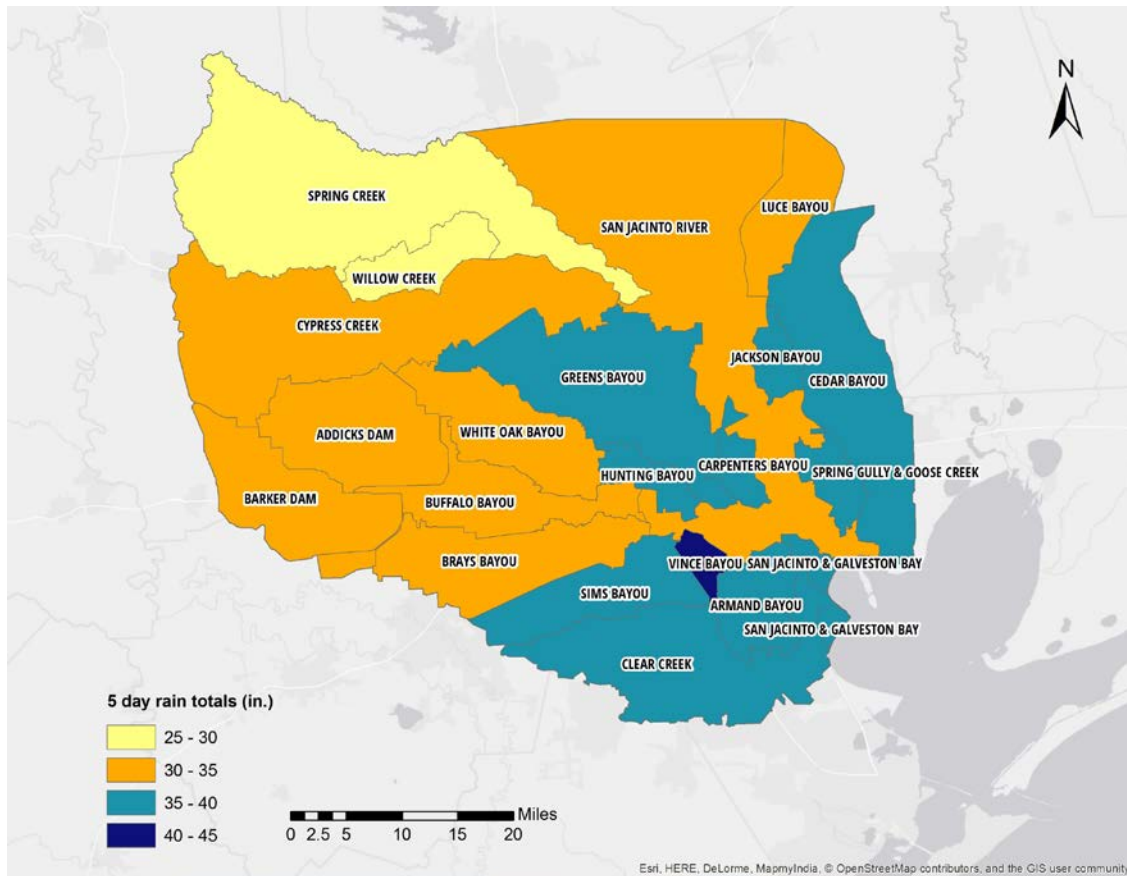 N
SPRING CREEK
LUCE BAYOU
SAN JACINTO RIVER
WILLOW CREEK
CYPRESS CREEK
JACKSON BAYOU
GREENS BAYOU
CEDAR BAYOU
ADDICKS DAM
WHITE OAK BAYOU
CARPENTERS BAYOU
HUNTING BAYOU
SPRING GULLY & GOOSE CREEK
BARKER DAM
BUFFALO BAYOU
BRAYS BAYOU
VINCE BAYOU
SAN JACINTO & GALVESTON BAY
SIMS BAYOU
ARMAND BAYOU
SAN JACINTO & GALVESTON BAY
CLEAR CREEK
5 day rain totals (in.)
25 - 30
30 - 35
35 - 40
40 - 45
Miles
0 2.5 5 10 15 20
Esri, HERE, DeLorme, MapmyIndia, © OpenStreetMap contributors, and the GIS user community